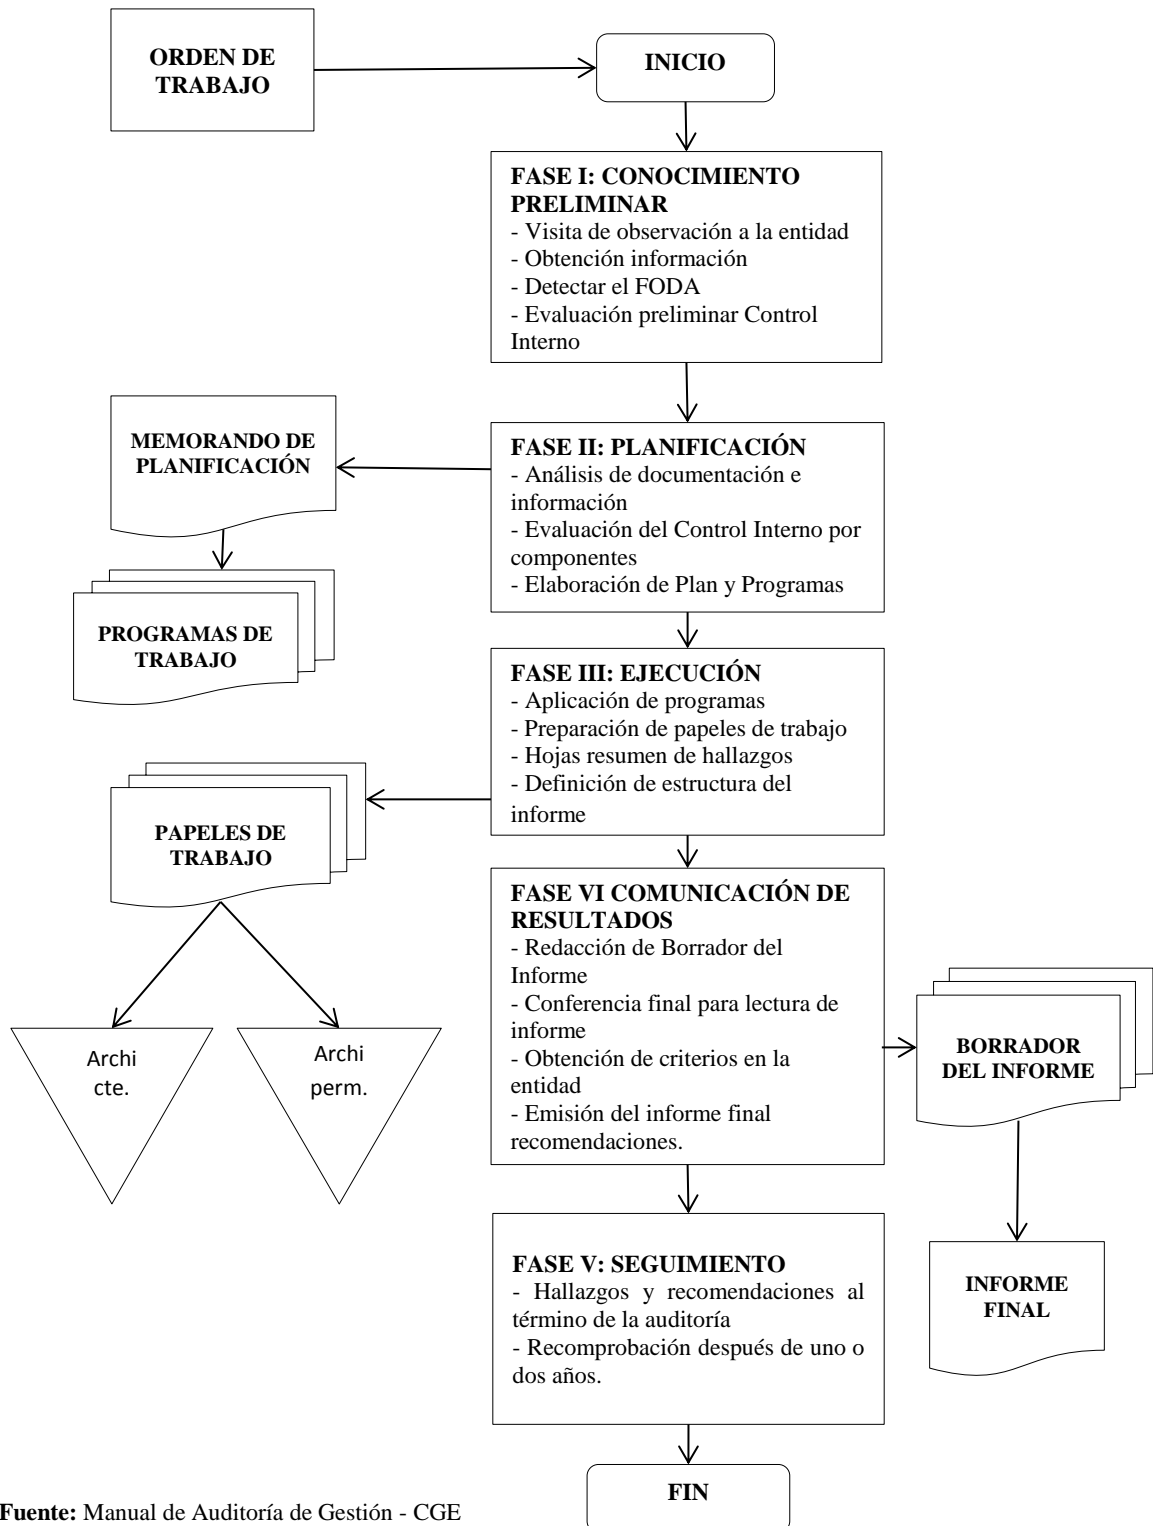 ORDEN DE
TRABAJO
INICIO
FASE I: CONOCIMIENTO
PRELIMINAR
- Visita de observación a la entidad
- Obtención información
- Detectar el FODA
- Evaluación preliminar Control
Interno
MEMORANDO DE
PLANIFICACIÓN
FASE II: PLANIFICACIÓN
- Análisis de documentación e
información
- Evaluación del Control Interno por
componentes
- Elaboración de Plan y Programas
PROGRAMAS DE
TRABAJO
FASE III: EJECUCIÓN
- Aplicación de programas
- Preparación de papeles de trabajo
- Hojas resumen de hallazgos
- Definición de estructura del
informe
PAPELES DE
TRABAJO
FASE VI COMUNICACIÓN DE
RESULTADOS
- Redacción de Borrador del
Informe
- Conferencia final para lectura de
informe
- Obtención de criterios en la
entidad
- Emisión del informe final
recomendaciones.
Archi
cte.
Archi
perm.
BORRADOR
DEL INFORME
FASE V: SEGUIMIENTO
- Hallazgos y recomendaciones al
término de la auditoría
- Recomprobación después de uno o
dos años.
INFORME
FINAL
FIN
Fuente: Manual de Auditoría de Gestión - CGE